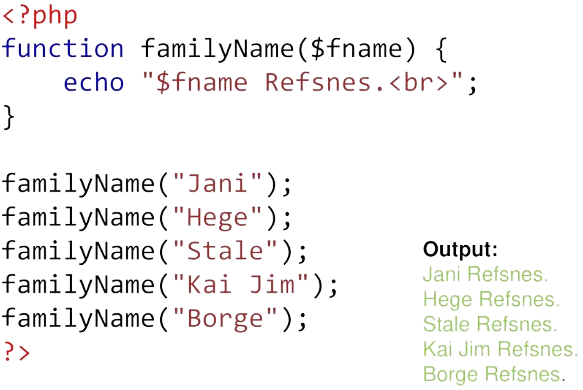 <?php
function familyName($fname) {
    echo "$fname Refsnes.<br>";
}

familyName("Jani");
familyName("Hege");
familyName("Stale");
familyName("Kai Jim");
familyName("Borge");
?>
Output:
Jani Refsnes.
Hege Refsnes.
Stale Refsnes.
Kai Jim Refsnes.
Borge Refsnes.